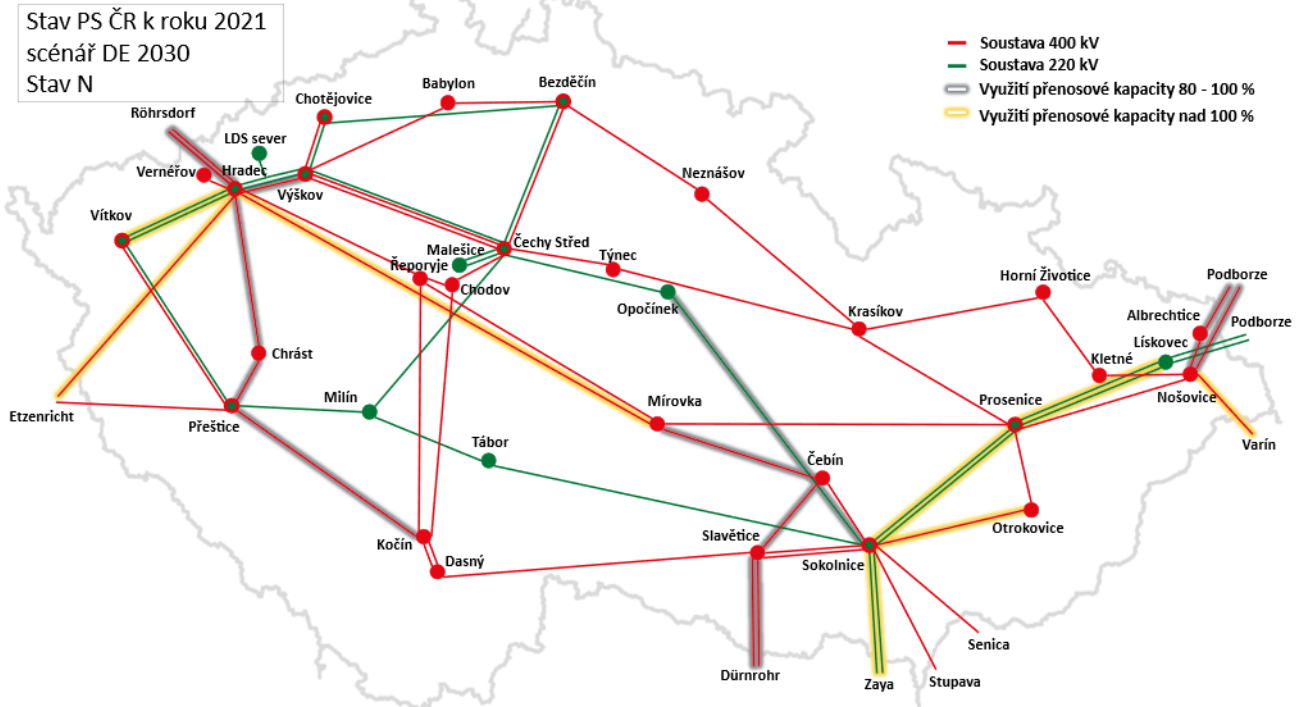 Stav PS ČR k roku 2021
scénář DE 2030
Stav N
Soustava 400 kV
Soustava 220 kV
Využití přenosové kapacity 80 - 100 %
Využití přenosové kapacity nad 100 %
Babylon
Bezděčín
Chotějovice
Röhrsdorf
LDS sever
Vernéřov
Hradec
Výškov
Neznášov
Vítkov
Malešice
Čechy Střed
Týnec
Řeporyje
Chodov
Opočínek
Horní Životice
Podborze
Albrechtice
Podborze
Krasíkov
Lískovec
Kletné
Chrást
Nošovice
Milín
Mírovka
Prosenice
Etzenricht
Přeštice
Varín
Tábor
Čebín
Otrokovice
Slavětice
Kočín
Dasný
Sokolnice
Senica
Dürnrohr
Zaya
Stupava